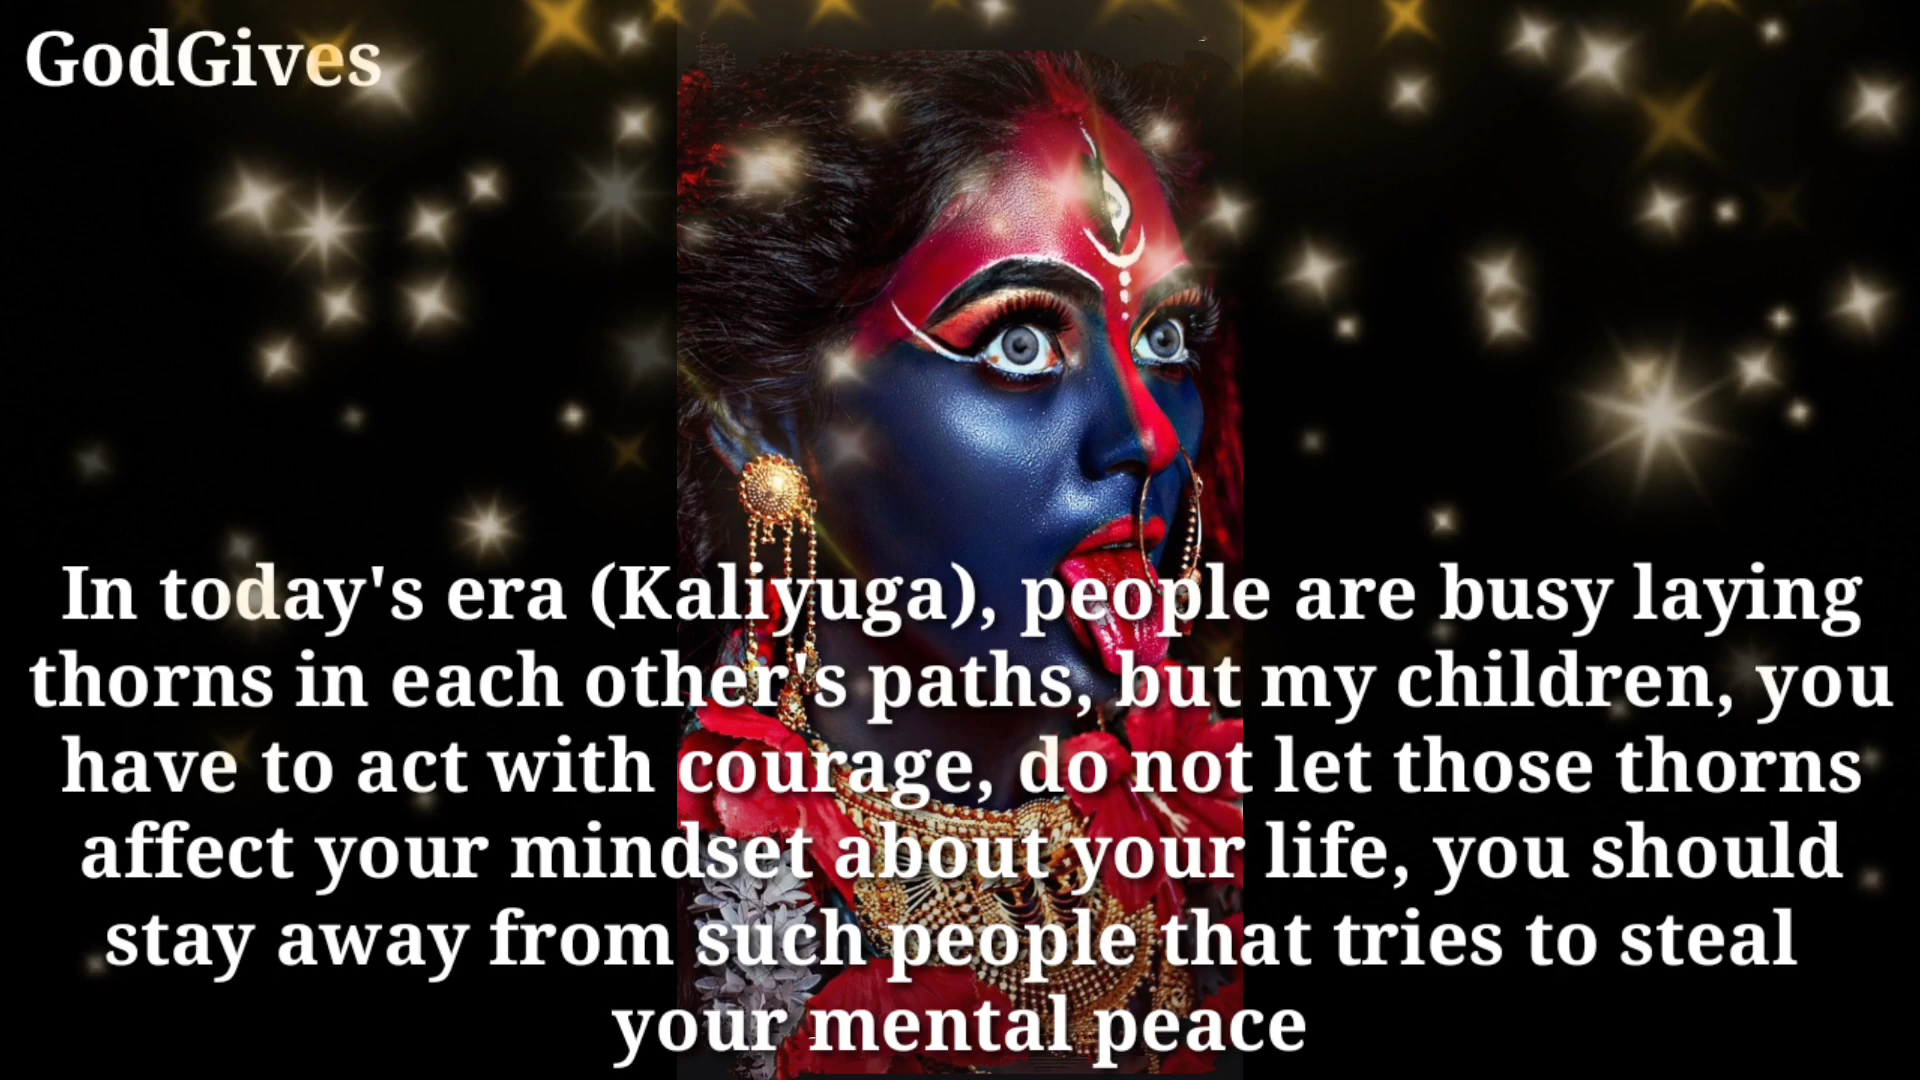 GodGives
In today's era (Kaliyuga), people are busy laying
thorns in each other's paths, but my children, you
have to act with courage, do not let those thorns
affect your mindset about your life, you should
stay away from such people that tries to steal
your mental peace